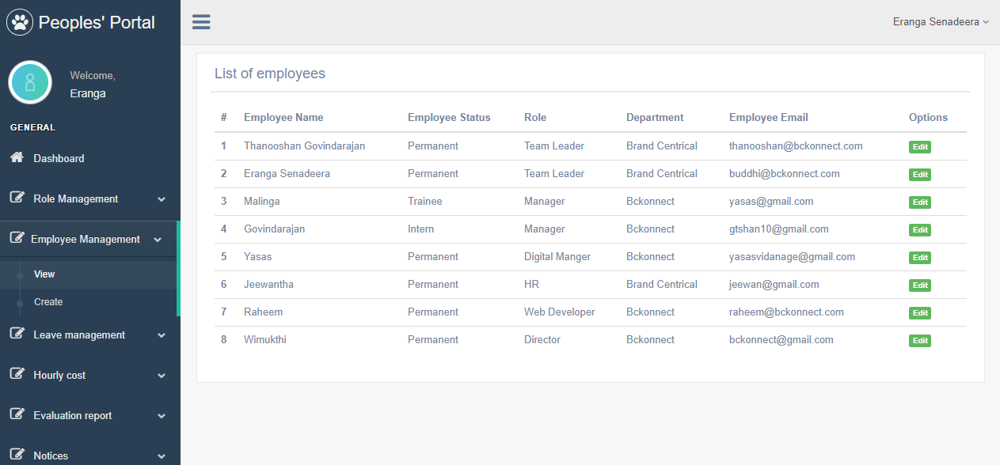 Peoples' Portal
Eranga Senadeera
Welcome,
Eranga
GENERAL
Dashboard
Role Management
Employee Management
View
Create
Leave management
Hourly cost
Evaluation report
Notices
List of employees
# Employee Name Employee Status Role Department Employee Email Options
1 Thanooshan Govindarajan Permanent Team Leader Brand Centrical thanooshan@bckonnect.com Edit
2 Eranga Senadeera Permanent Team Leader Brand Centrical buddhi@bckonnect.com Edit
3 Malinga Trainee Manager Bckonnect yasas@gmail.com Edit
4 Govindarajan Intern Manager Bckonnect gtshan10@gmail.com Edit
5 Yasas Permanent Digital Manger Bckonnect yasasvidanage@gmail.com Edit
6 Jeewantha Permanent HR Brand Centrical jeewan@gmail.com Edit
7 Raheem Permanent Web Developer Bckonnect raheem@bckonnect.com Edit
8 Wimukthi Permanent Director Bckonnect bckonnect@gmail.com Edit